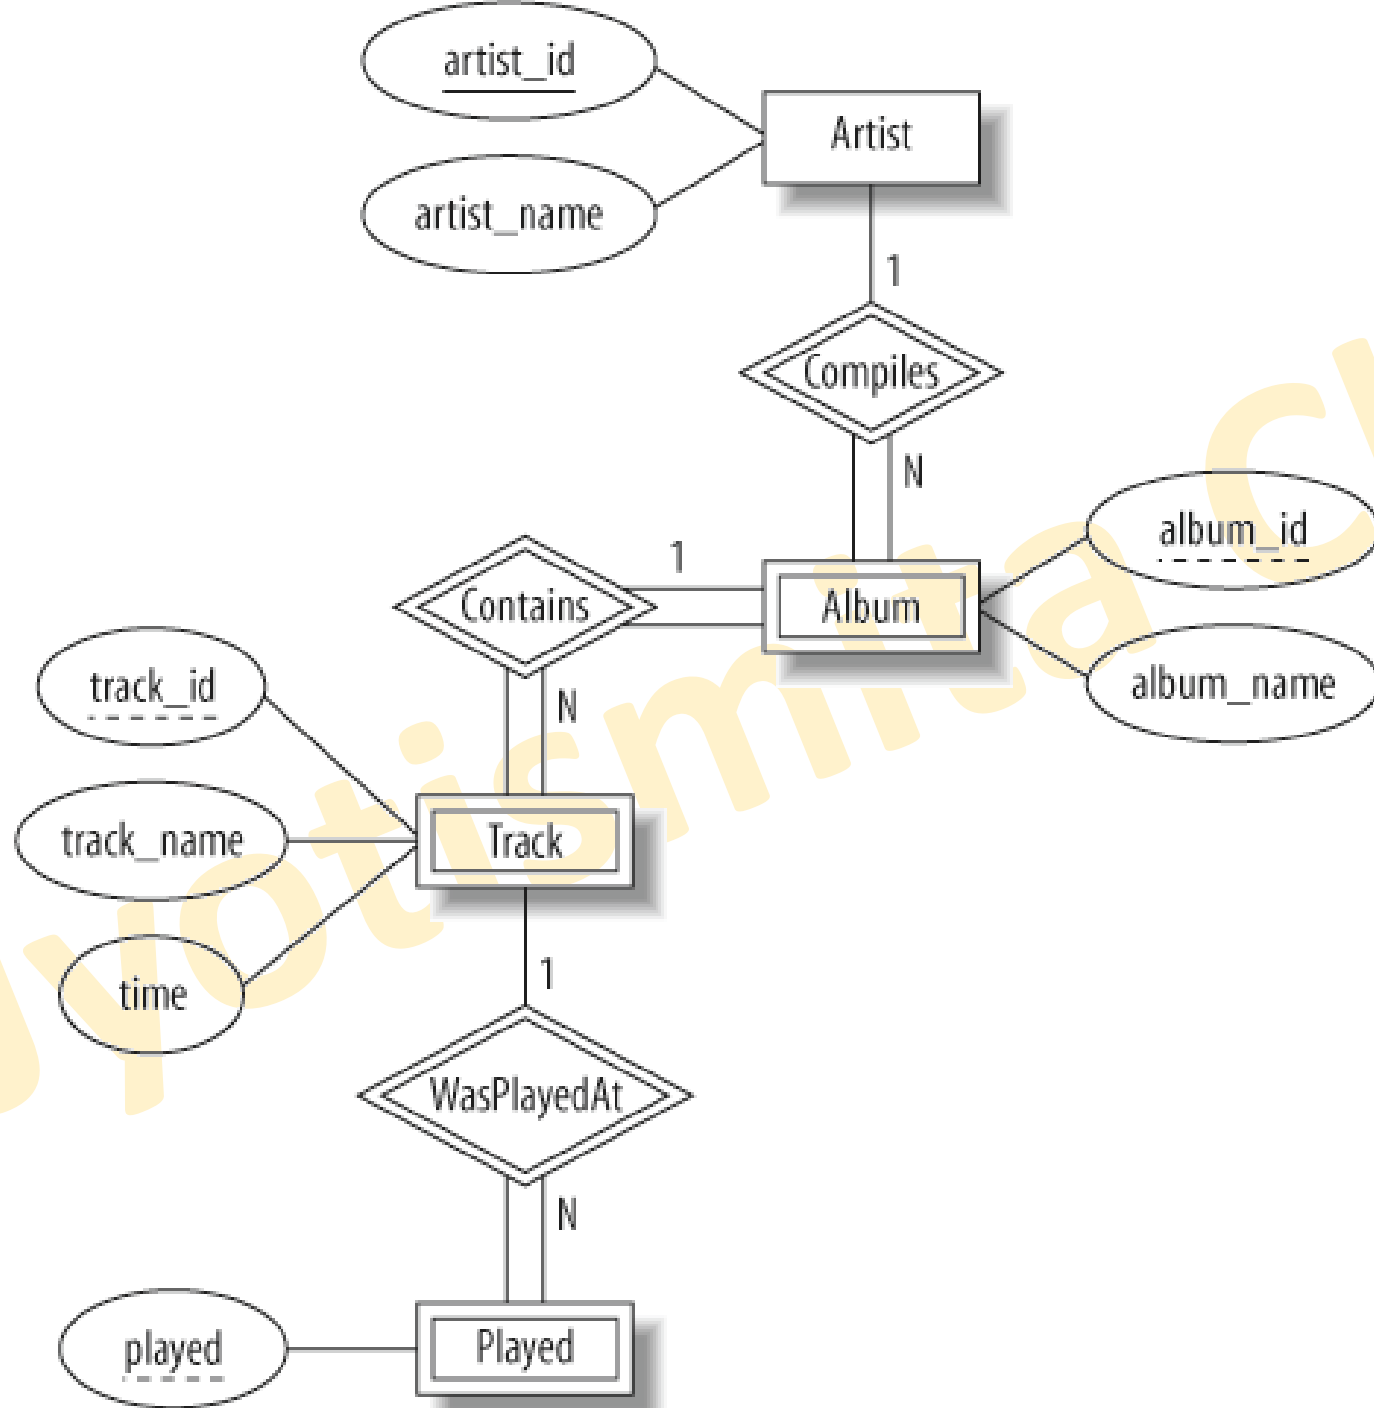 artist_id
Artist
artist_name
1
Compiles
N
album_id
1
Contains
Album
album_name
track_id
N
track_name
Track
time
1
WasPlayedAt
N
played
Played